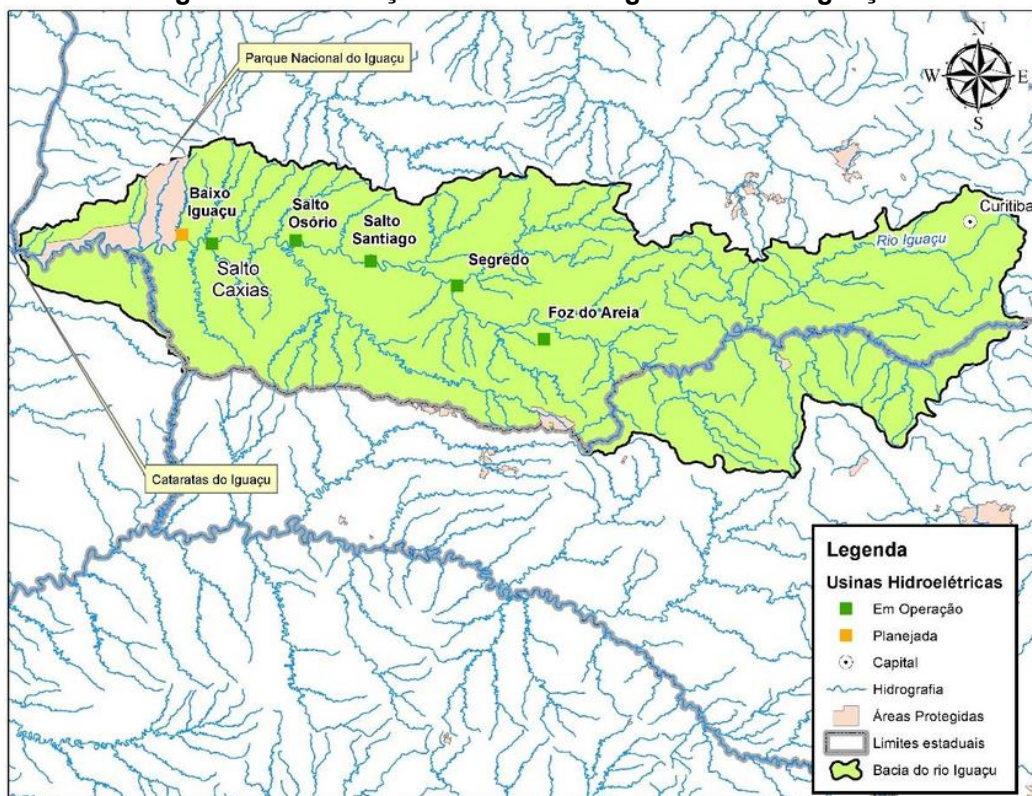 Parque Nacional do Iguaçu
N
W
E
S
Baixo
Iguaçu
Salto
Osório
Salto
Santiago
Curitiba
Rio Iguaçu
Segrêdo
Salto
Caxias
Foz do Areia
Cataratas do Iguaçu
Legenda
Usinas Hidroelétricas
Em Operação
Planejada
Capital
Hidrografia
Áreas Protegidas
Limites estaduais
Bacia do rio Iguaçu